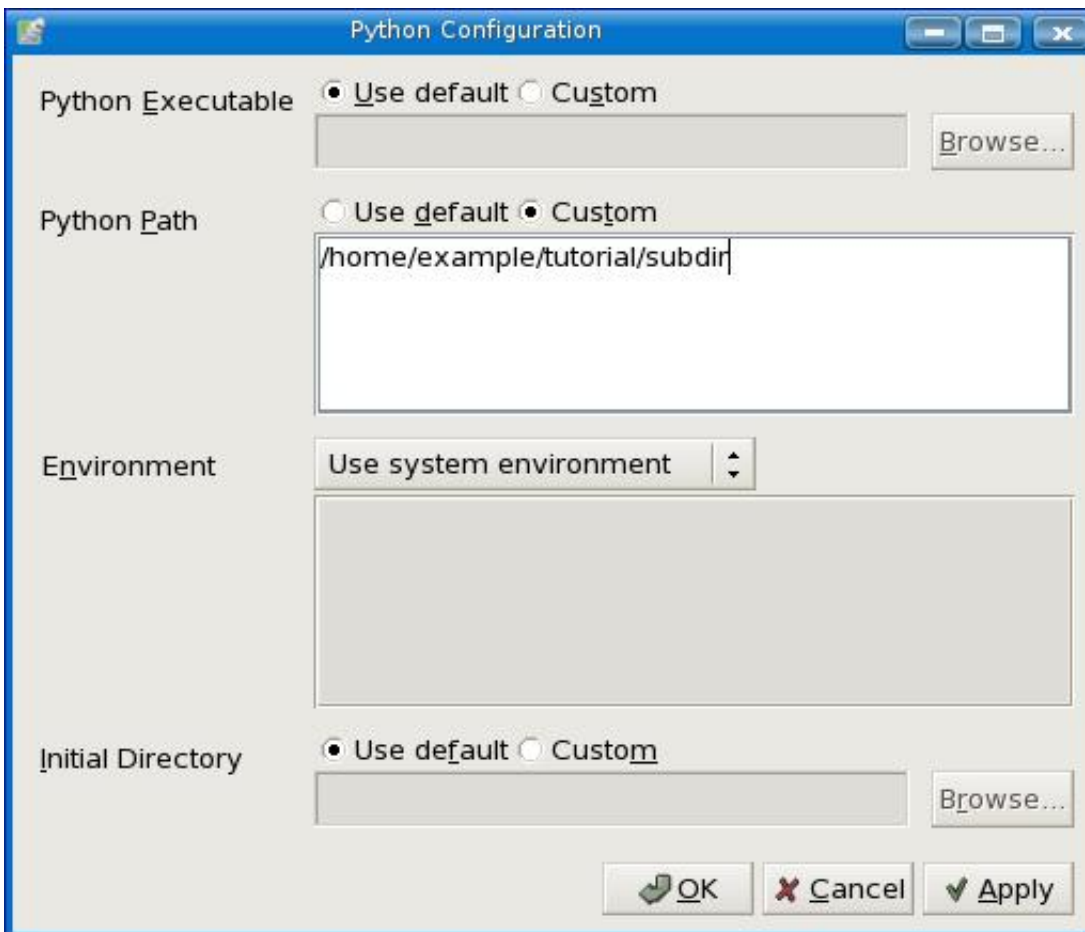 Python Configuration
Python Executable
Use default Custom
Browse...
Python Path
Use default Custom
/home/example/tutorial/subdir
Environment
Use system environment
Initial Directory
Use default Custom
Browse...
OK Cancel Apply